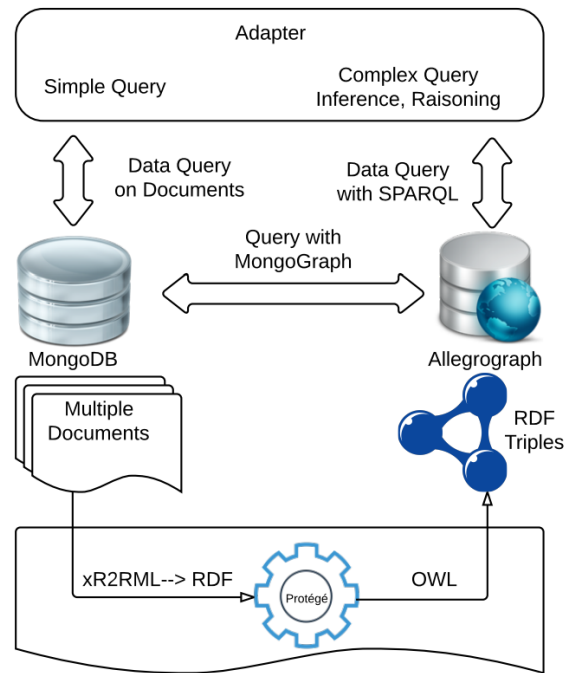 Adapter
Simple Query
Complex Query
Inference, Raisoning
Data Query
on Documents
Data Query
with SPARQL
Query with
MongoGraph
MongoDB
Allegrograph
Multiple
Documents
RDF
Triples
xR2RML--> RDF
Protégé
OWL